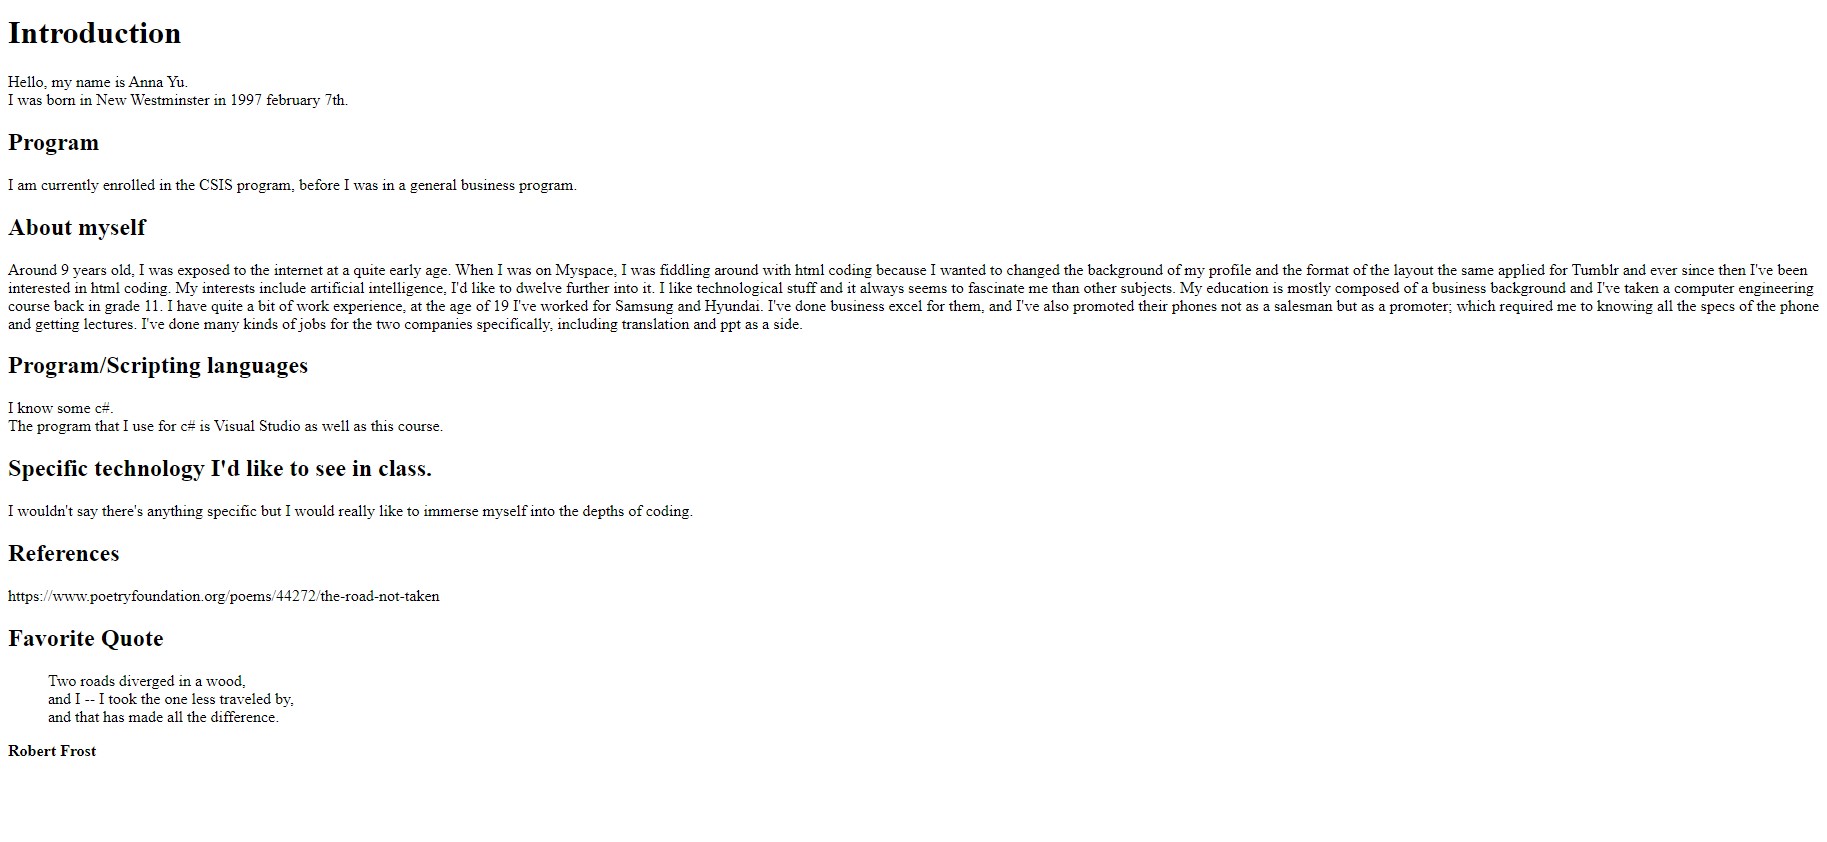 Introduction
Hello, my name is Anna Yu.
I was born in New Westminster in 1997 february 7th.
Program
I am currently enrolled in the CSIS program, before I was in a general business program.
About myself
Around 9 years old, I was exposed to the internet at a quite early age. When I was on Myspace, I was fiddling around with html coding because I wanted to changed the background of my profile and the format of the layout the same applied for Tumblr and ever since then I've been
interested in html coding. My interests include artificial intelligence, I'd like to dwelve further into it. I like technological stuff and it always seems to fascinate me than other subjects. My education is mostly composed of a business background and I've taken a computer engineering
course back in grade 11. I have quite a bit of work experience, at the age of 19 I've worked for Samsung and Hyundai. I've done business excel for them, and I've also promoted their phones not as a salesman but as a promoter; which required me to knowing all the specs of the phone
and getting lectures. I've done many kinds of jobs for the two companies specifically, including translation and ppt as a side.
Program/Scripting languages
I know some c#.
The program that I use for c# is Visual Studio as well as this course.
Specific technology I'd like to see in class.
I wouldn't say there's anything specific but I would really like to immerse myself into the depths of coding.
References
https://www.poetryfoundation.org/poems/44272/the-road-not-taken
Favorite Quote
Two roads diverged in a wood,
and I -- I took the one less traveled by,
and that has made all the difference.
Robert Frost